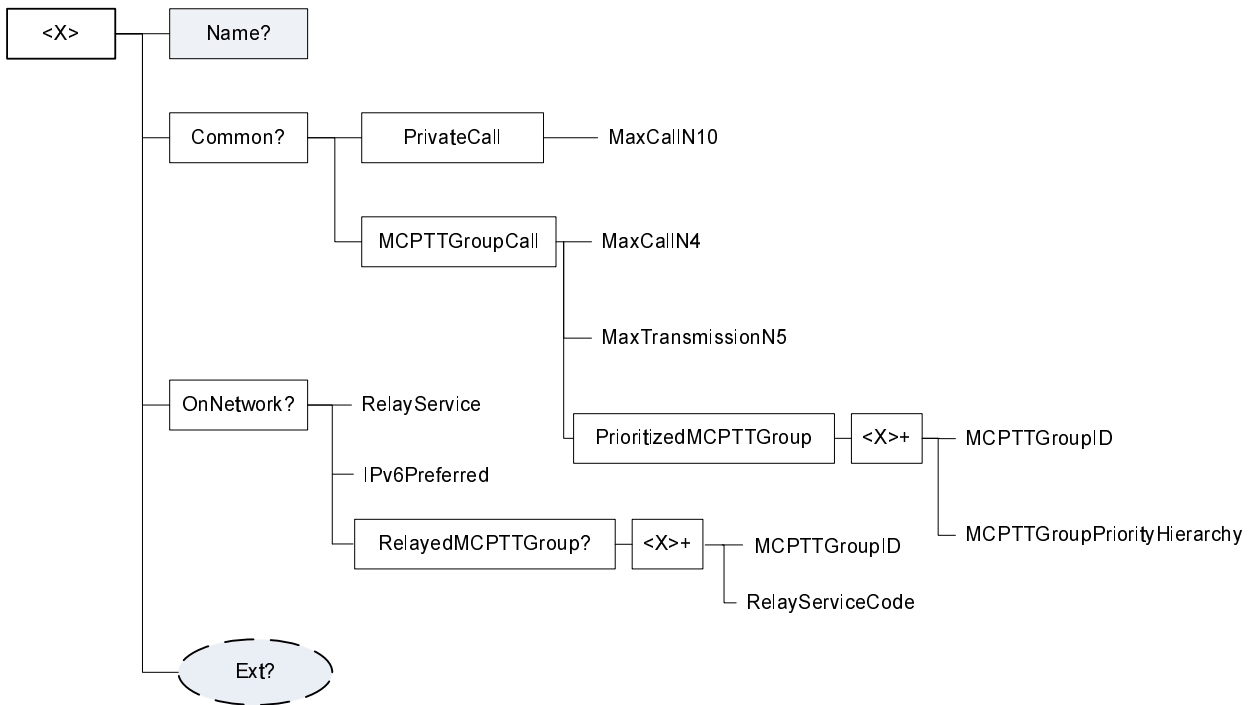 <X>
Name?
Common?
PrivateCall
MaxCallN10
MCPTTGroupCall
MaxCallN4
MaxTransmissionN5
OnNetwork?
RelayService
PrioritizedMCPTTGroup
<X>+
MCPTTGroupID
IPv6Preferred
MCPTTGroupPriorityHierarchy
RelayedMCPTTGroup?
<X>+
MCPTTGroupID
RelayServiceCode
Ext?